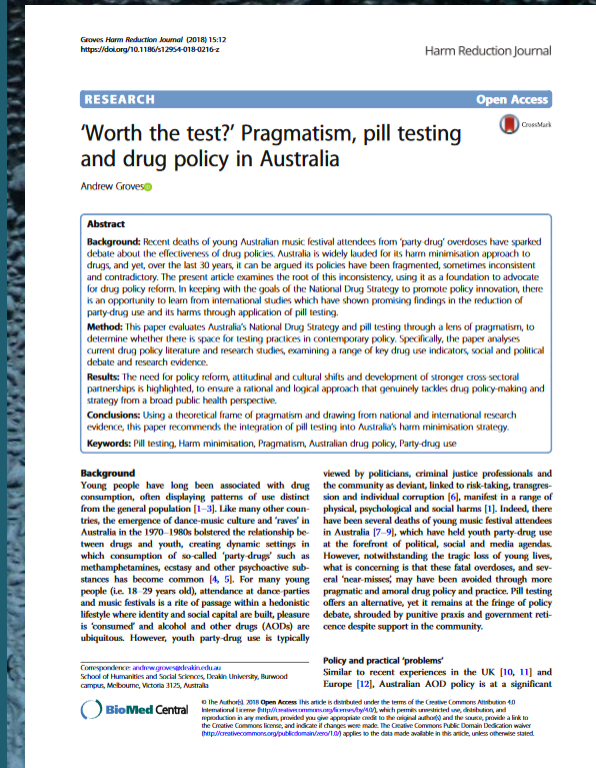 Groves Harm Reduction Journal (2018) 15:12
https://doi.org/10.1186/s12954-018-0216-z
Harm Reduction Journal
RESEARCH
Open Access
CrossMark
‘Worth the test?’ Pragmatism, pill testing
and drug policy in Australia
Andrew Groves
Abstract
Background: Recent deaths of young Australian music festival attendees from ‘party-drug’ overdoses have sparked
debate about the effectiveness of drug policies. Australia is widely lauded for its harm minimisation approach to
drugs, and yet, over the last 30 years, it can be argued its policies have been fragmented, sometimes inconsistent
and contradictory. The present article examines the root of this inconsistency, using it as a foundation to advocate
for drug policy reform. In keeping with the goals of the National Drug Strategy to promote policy innovation, there
is an opportunity to learn from international studies which have shown promising findings in the reduction of
party-drug use and its harms through application of pill testing.
Method: This paper evaluates Australia’s National Drug Strategy and pill testing through a lens of pragmatism, to
determine whether there is space for testing practices in contemporary policy. Specifically, the paper analyses
current drug policy literature and research studies, examining a range of key drug use indicators, social and political
debate and research evidence.
Results: The need for policy reform, attitudinal and cultural shifts and development of stronger cross-sectoral
partnerships is highlighted, to ensure a rational and logical approach that genuinely tackles drug policy-making and
strategy from a broad public health perspective.
Conclusions: Using a theoretical frame of pragmatism and drawing from national and international research
evidence, this paper recommends the integration of pill testing into Australia’s harm minimisation strategy.
Keywords: Pill testing, Harm minimisation, Pragmatism, Australian drug policy, Party-drug use
Background
Young people have long been associated with drug
consumption, often displaying patterns of use distinct
from the general population [1–3]. Like many other coun-
tries, the emergence of dance-music culture and ‘raves’ in
Australia in the 1970–1980s bolstered the relationship be-
tween drugs and youth, creating dynamic settings in
which consumption of so-called ‘party-drugs’ such as
methamphetamines, ecstasy and other psychoactive sub-
stances has become common [4, 5]. For many young
people (i.e. 18–29 years old), attendance at dance-parties
and music festivals is a rite of passage within a hedonistic
lifestyle where identity and social capital are built, pleasure
is ‘consumed’ and alcohol and other drugs (AODs) are
ubiquitous. However, youth party-drug use is typically
viewed by politicians, criminal justice professionals and
the community as deviant, linked to risk-taking, transgres-
sion and individual corruption [6], manifest in a range of
physical, psychological and social harms [1]. Indeed, there
have been several deaths of young music festival attendees
in Australia [7–9], which have held youth party-drug use
at the forefront of political, social and media agendas.
However, notwithstanding the tragic loss of young lives,
what is concerning is that these fatal overdoses, and sev-
eral ‘near-misses’, may have been avoided through more
pragmatic and amoral drug policy and practice. Pill testing
offers an alternative, yet it remains at the fringe of policy
debate, shrouded by punitive praxis and government reti-
cence despite support in the community.
Policy and practical ‘problems’
Similar to recent experiences in the UK [10, 11] and
Europe [12], Australian AOD policy is at a significant
Correspondence: andrew.groves@deakin.edu.au
School of Humanities and Social Sciences, Deakin University, Burwood
campus, Melbourne, Victoria 3125, Australia
BioMed Central
© The Author(s). 2018 Open Access This article is distributed under the terms of the Creative Commons Attribution 4.0
International License (http://creativecommons.org/licenses/by/4.0/), which permits unrestricted use, distribution, and
reproduction in any medium, provided you give appropriate credit to the original author(s) and the source, provide a link to
the Creative Commons license, and indicate if changes were made. The Creative Commons Public Domain Dedication waiver
(http://creativecommons.org/publicdomain/zero/1.0/) applies to the data made available in this article, unless otherwise stated.